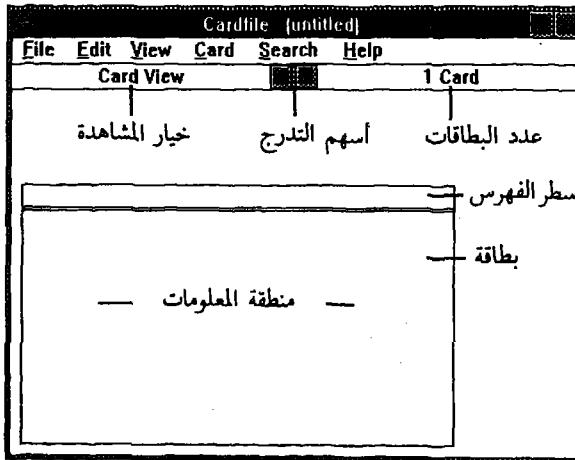 Cardfile (untitled)
File Edit View Card Search Help
Card View 1 Card
عدد البطاقات أسهم التدرج خيار المشاهدة
سطر الفهرس
بطاقة
منطقة المعلومات